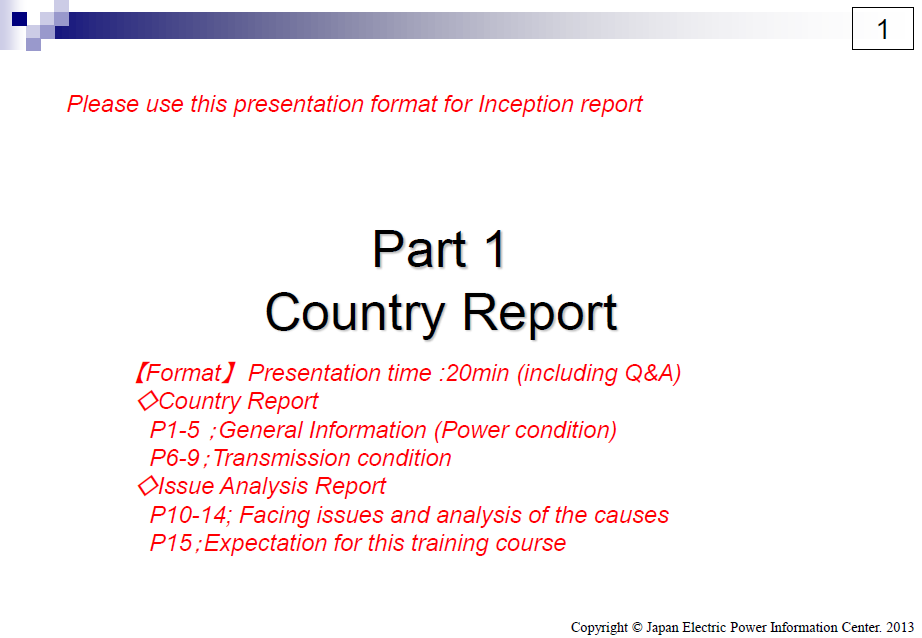 1
Please use this presentation format for Inception report
Part 1
Country Report
【Format】 Presentation time :20min (including Q&A)
◇Country Report
P1-5 ;General Information (Power condition)
P6-9;Transmission condition
◇Issue Analysis Report
P10-14; Facing issues and analysis of the causes
P15;Expectation for this training course
Copyright © Japan Electric Power Information Center. 2013